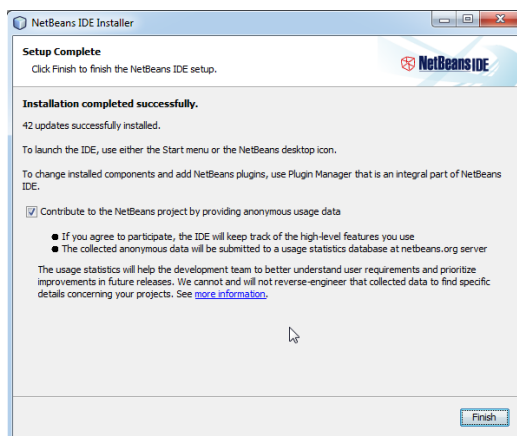 NetBeans IDE Installer
Setup Complete
Click Finish to finish the NetBeans IDE setup.
NetBeans IDE
Installation completed successfully.
42 updates successfully installed.
To launch the IDE, use either the Start menu or the NetBeans desktop icon.
To change installed components and add NetBeans plugins, use Plugin Manager that is an integral part of NetBeans
IDE.
Contribute to the NetBeans project by providing anonymous usage data
● If you agree to participate, the IDE will keep track of the high-level features you use
● The collected anonymous data will be submitted to a usage statistics database at netbeans.org server
The usage statistics will help the development team to better understand user requirements and prioritize
improvements in future releases. We cannot and will not reverse-engineer that collected data to find specific
details concerning your projects. See more information.
Finish